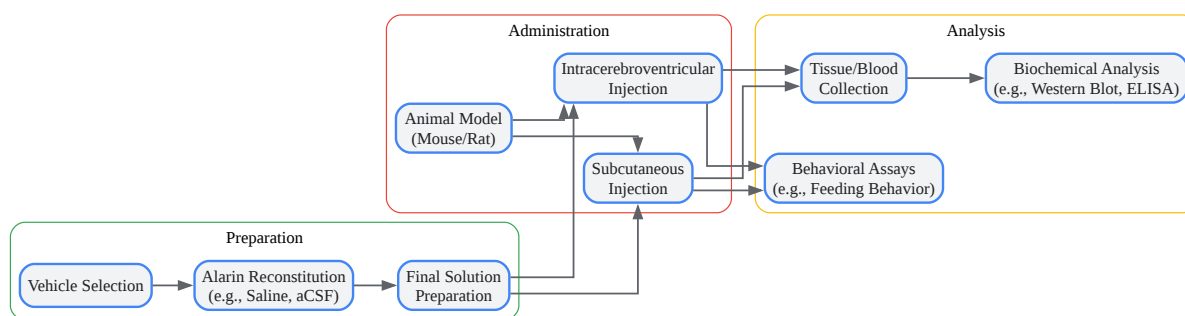 Administration
Analysis
Intracerebroventricular
Injection
Tissue/Blood
Collection
Biochemical Analysis
(e.g., Western Blot, ELISA)
Animal Model
(Mouse/Rat)
Subcutaneous
Injection
Behavioral Assays
(e.g., Feeding Behavior)
Preparation
Vehicle Selection
Alarin Reconstitution
(e.g., Saline, aCSF)
Final Solution
Preparation